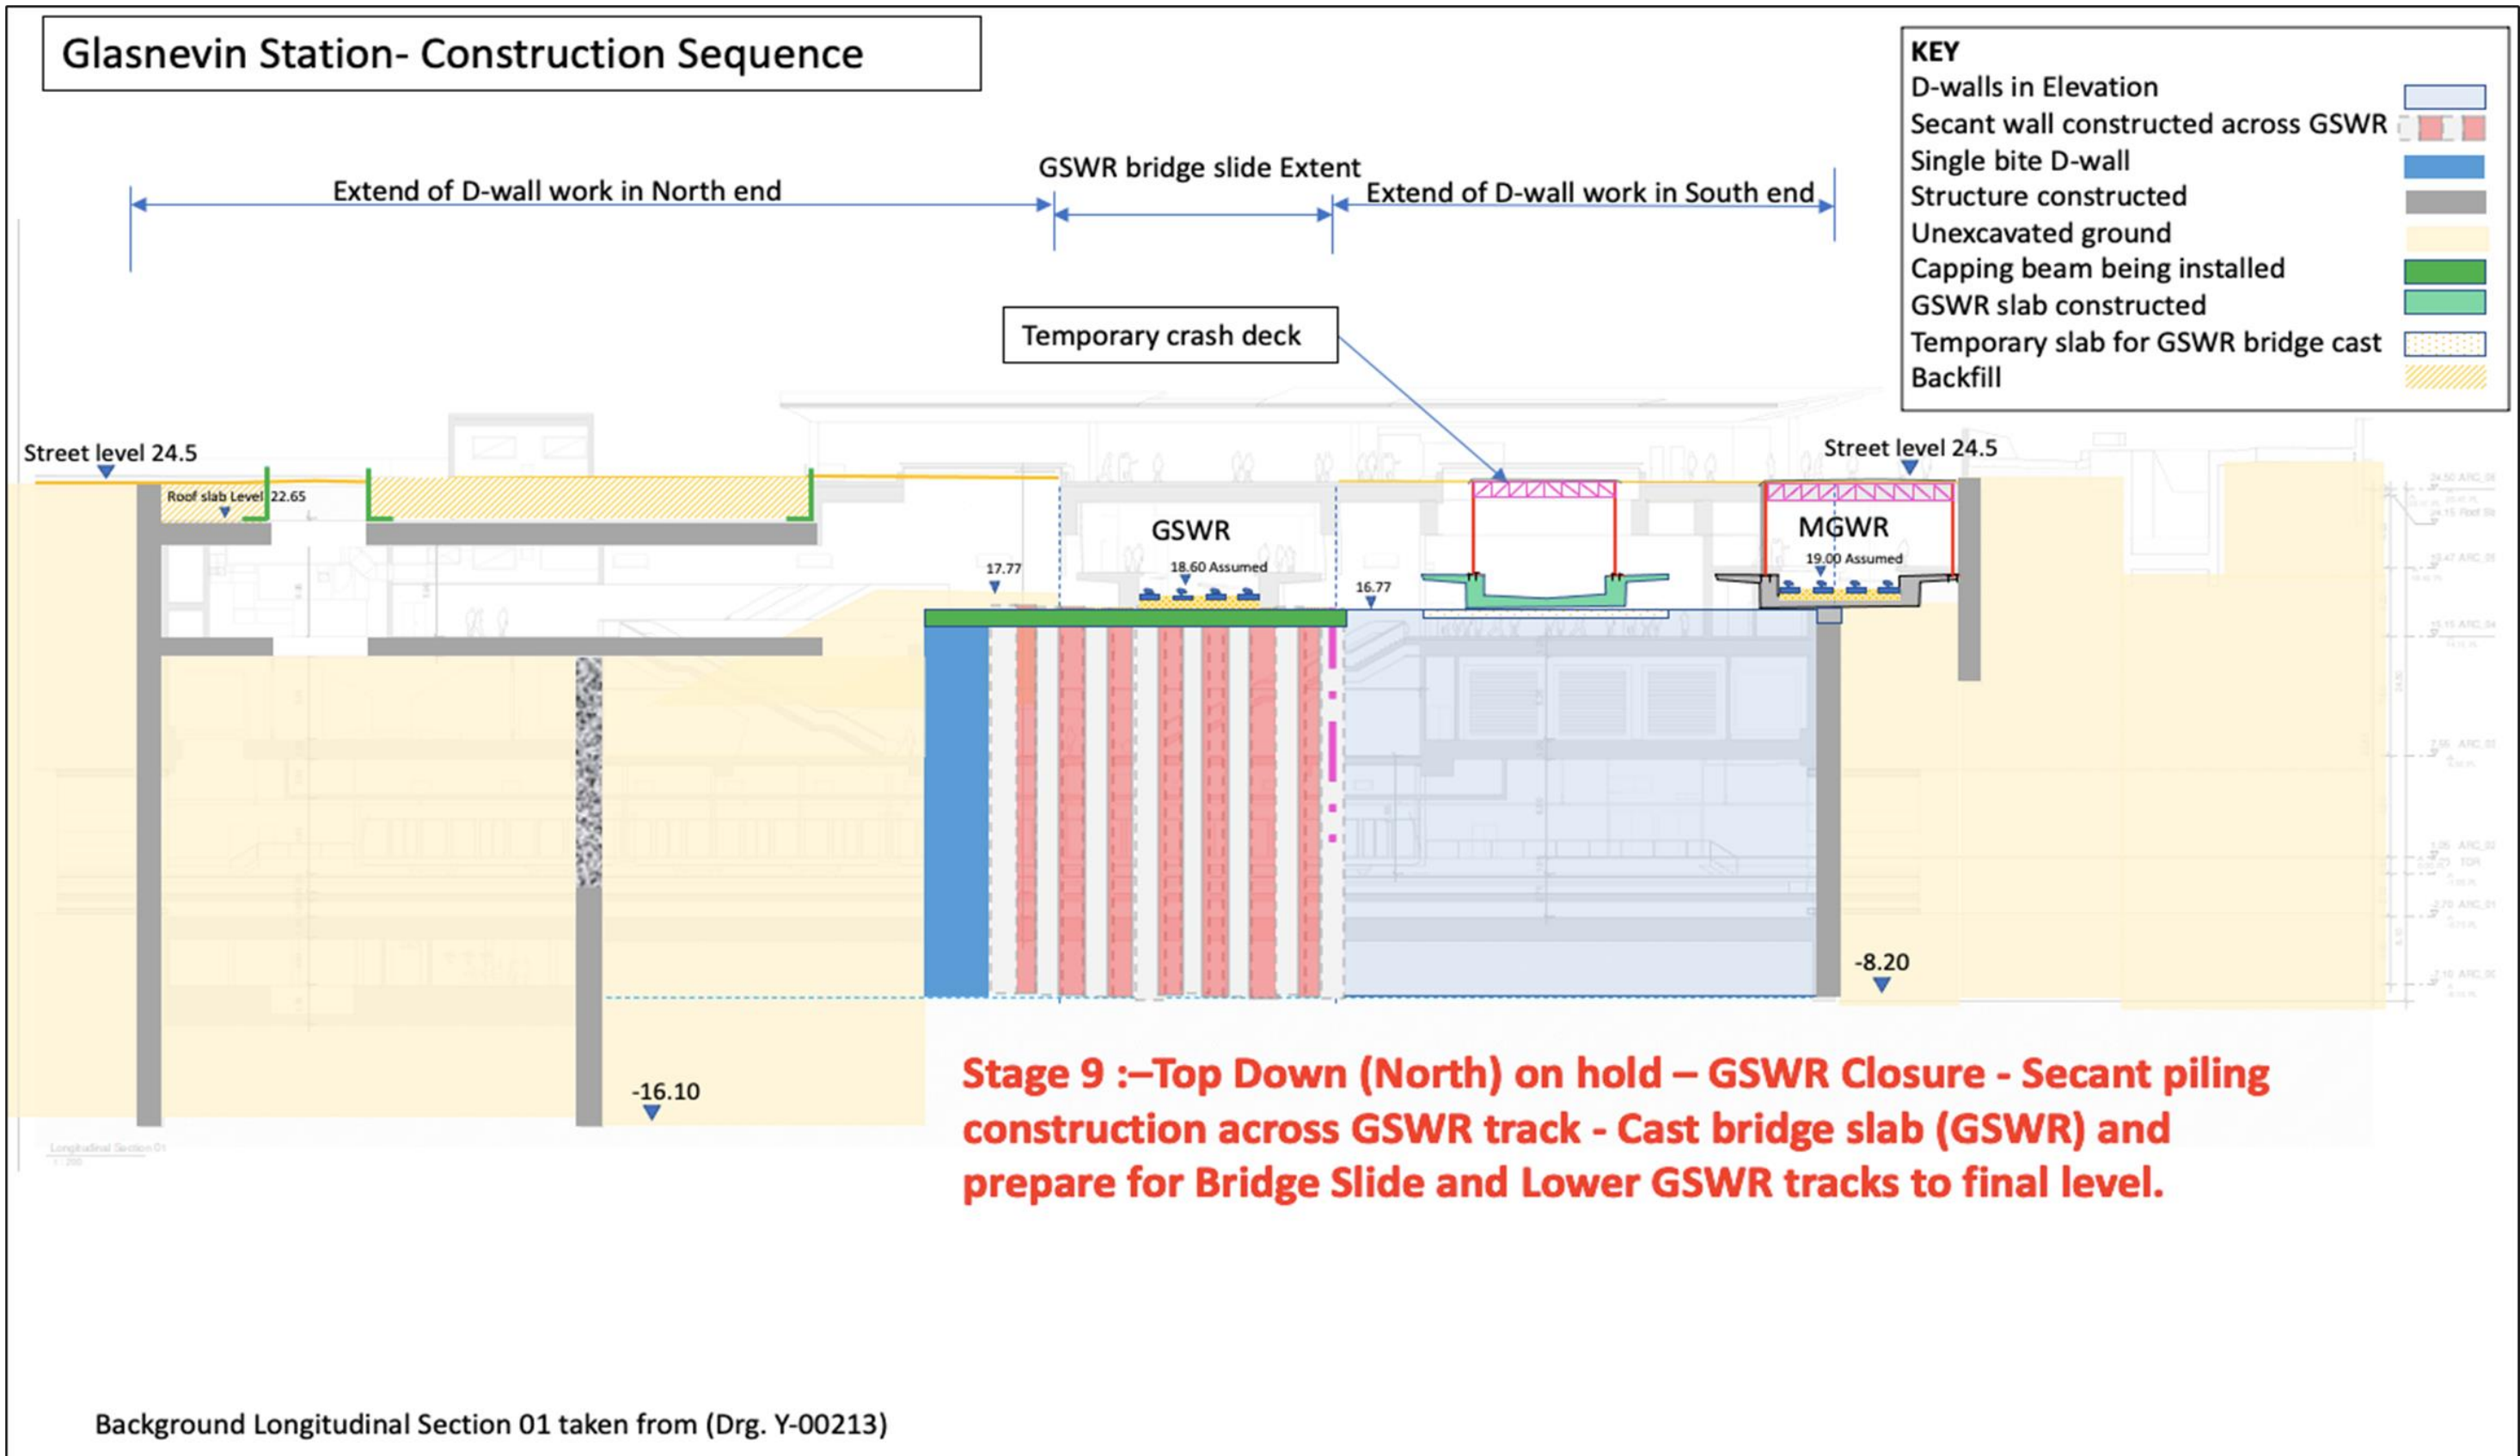 Glasnevin Station- Construction Sequence
KEY
D-walls in Elevation
Secant wall constructed across GSWR
Single bite D-wall
Structure constructed
Unexcavated ground
Capping beam being installed
GSWR slab constructed
Temporary slab for GSWR bridge cast
Backfill
Extend of D-wall work in North end
GSWR bridge slide Extent
Extend of D-wall work in South end
Temporary crash deck
Street level 24.5
Street level 24.5
Roof slab Level 22.65
GSWR
MGWR
17.77
18.60 Assumed
16.77
19.00 Assumed
-8.20
-16.10
Stage 9 :–Top Down (North) on hold – GSWR Closure - Secant piling
construction across GSWR track - Cast bridge slab (GSWR) and
prepare for Bridge Slide and Lower GSWR tracks to final level.
Longitudinal Section 01
Background Longitudinal Section 01 taken from (Drg. Y-00213)